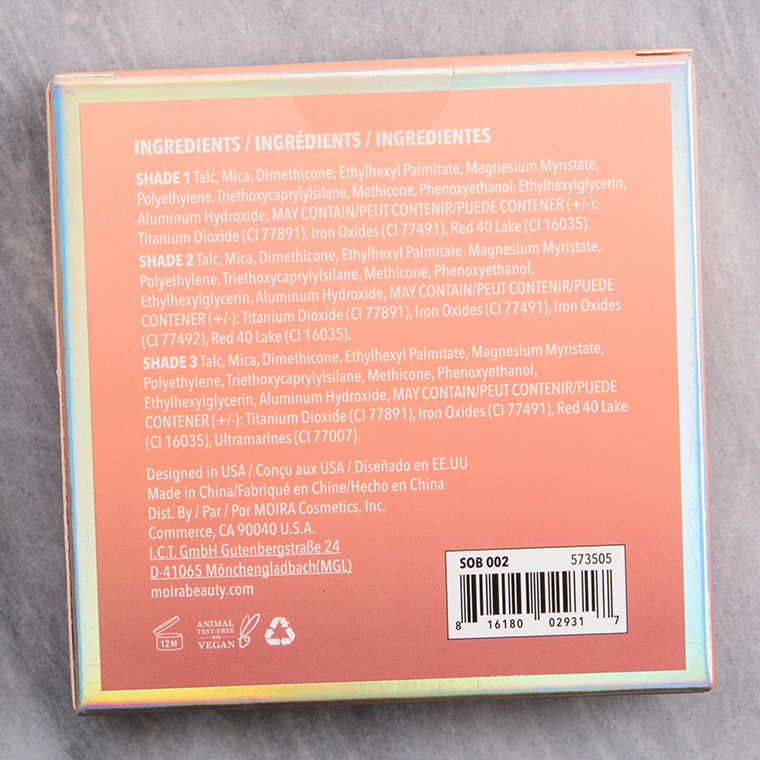 INGREDIENTS / INGRÉDIENTS / INGREDIENTES
SHADE 1 Talc, Mica, Dimethicone, Ethylhexyl Palmitate, Magnesium Myristate,
Polyethylene, Triethoxycaprylylsilane, Methicone, Phenoxyethanol, Ethylhexylglycerin,
Aluminum Hydroxide, MAY CONTAIN/PEUT CONTENIR/PUEDE CONTENER (+/-):
Titanium Dioxide (CI 77891), Iron Oxides (CI 77491), Red 40 Lake (CI 16035).
SHADE 2 Talc, Mica, Dimethicone, Ethylhexyl Palmitate, Magnesium Myristate,
Polyethylene, Triethoxycaprylylsilane, Methicone, Phenoxyethanol,
Ethylhexylglycerin, Aluminum Hydroxide, MAY CONTAIN/PEUT CONTENIR/PUEDE
CONTENER (+/-): Titanium Dioxide (CI 77891), Iron Oxides (CI 77491), Iron Oxides
(CI 77492), Red 40 Lake (CI 16035).
SHADE 3 Talc, Mica, Dimethicone, Ethylhexyl Palmitate, Magnesium Myristate,
Polyethylene, Triethoxycaprylylsilane, Methicone, Phenoxyethanol,
Ethylhexylglycerin, Aluminum Hydroxide, MAY CONTAIN/PEUT CONTENIR/PUEDE
CONTENER (+/-): Titanium Dioxide (CI 77891), Iron Oxides (CI 77491), Red 40 Lake
(CI 16035), Ultramarines (CI 77007).
Designed in USA / Conçu aux USA / Diseñado en EE.UU
Made in China/Fabriqué en Chine/Hecho en China
Dist. By / Par / Por MOIRA Cosmetics, Inc.
Commerce, CA 90040 U.S.A.
I.C.T. GmbH Gutenbergstraße 24
D-41065 Mönchengladbach(MGL)
moirabeauty.com
12M
ANIMAL
TEST-FREE
VEGAN
SOB 002 573505
8 16180 02931 7